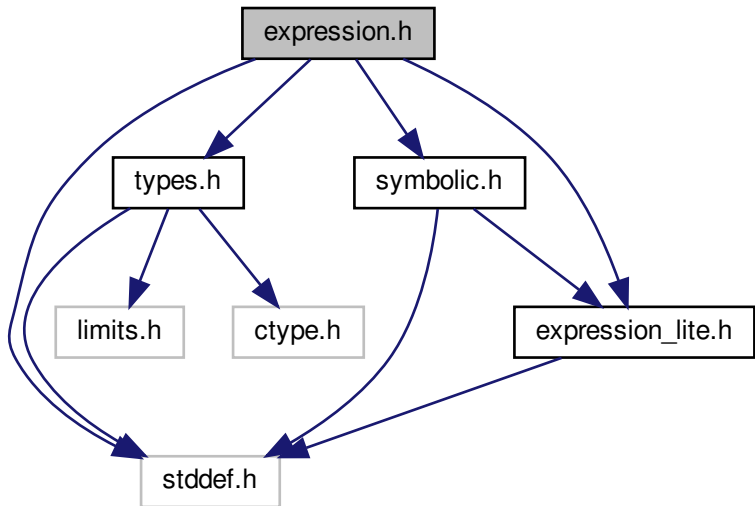 expression.h
types.h
symbolic.h
limits.h
ctype.h
expression_lite.h
stddef.h